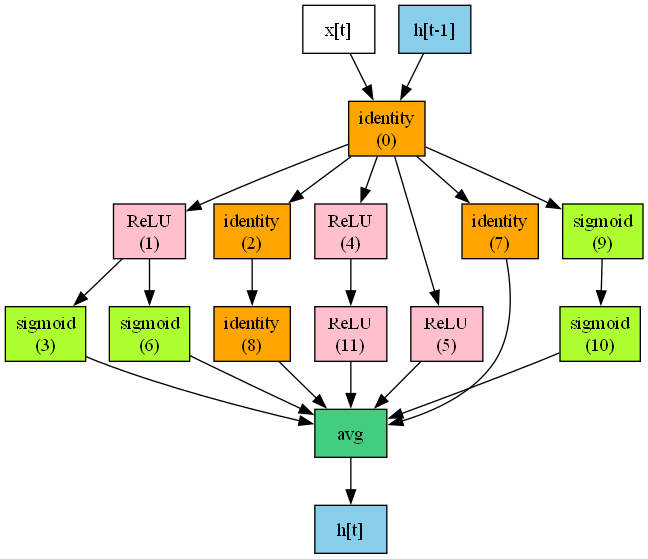 x[t]
h[t-1]
identity
(0)
ReLU
(1)
identity
(2)
ReLU
(4)
identity
(7)
sigmoid
(9)
sigmoid
(3)
sigmoid
(6)
identity
(8)
ReLU
(11)
ReLU
(5)
sigmoid
(10)
avg
h[t]